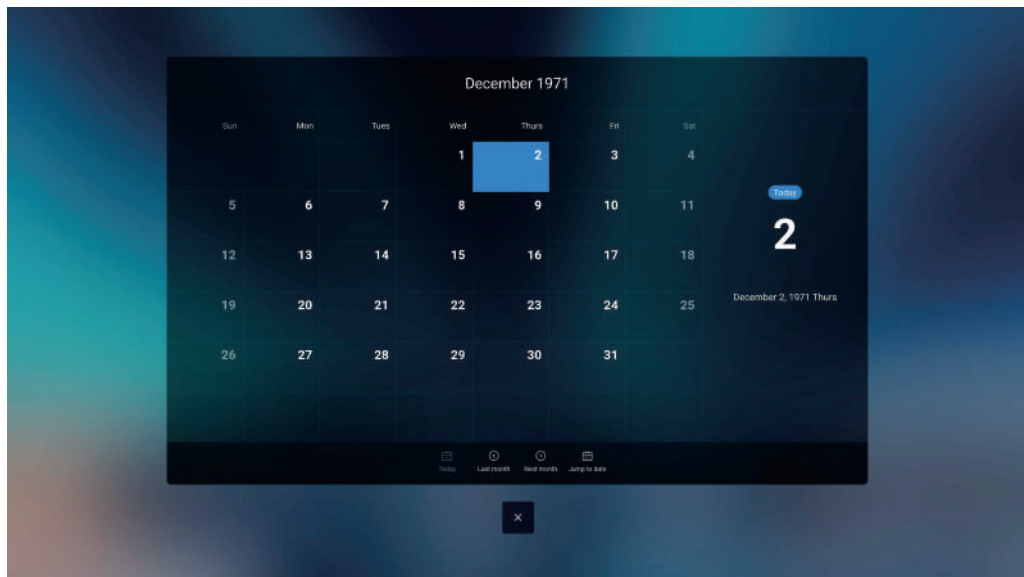 December 1971
Sun Mon Tues Wed Thurs Fri Sat
1 2 3 4
5 6 7 8 9 10 11
12 13 14 15 16 17 18
19 20 21 22 23 24 25
26 27 28 29 30 31
Today
2
December 2, 1971 Thurs
Today Last month Next month Jump to date